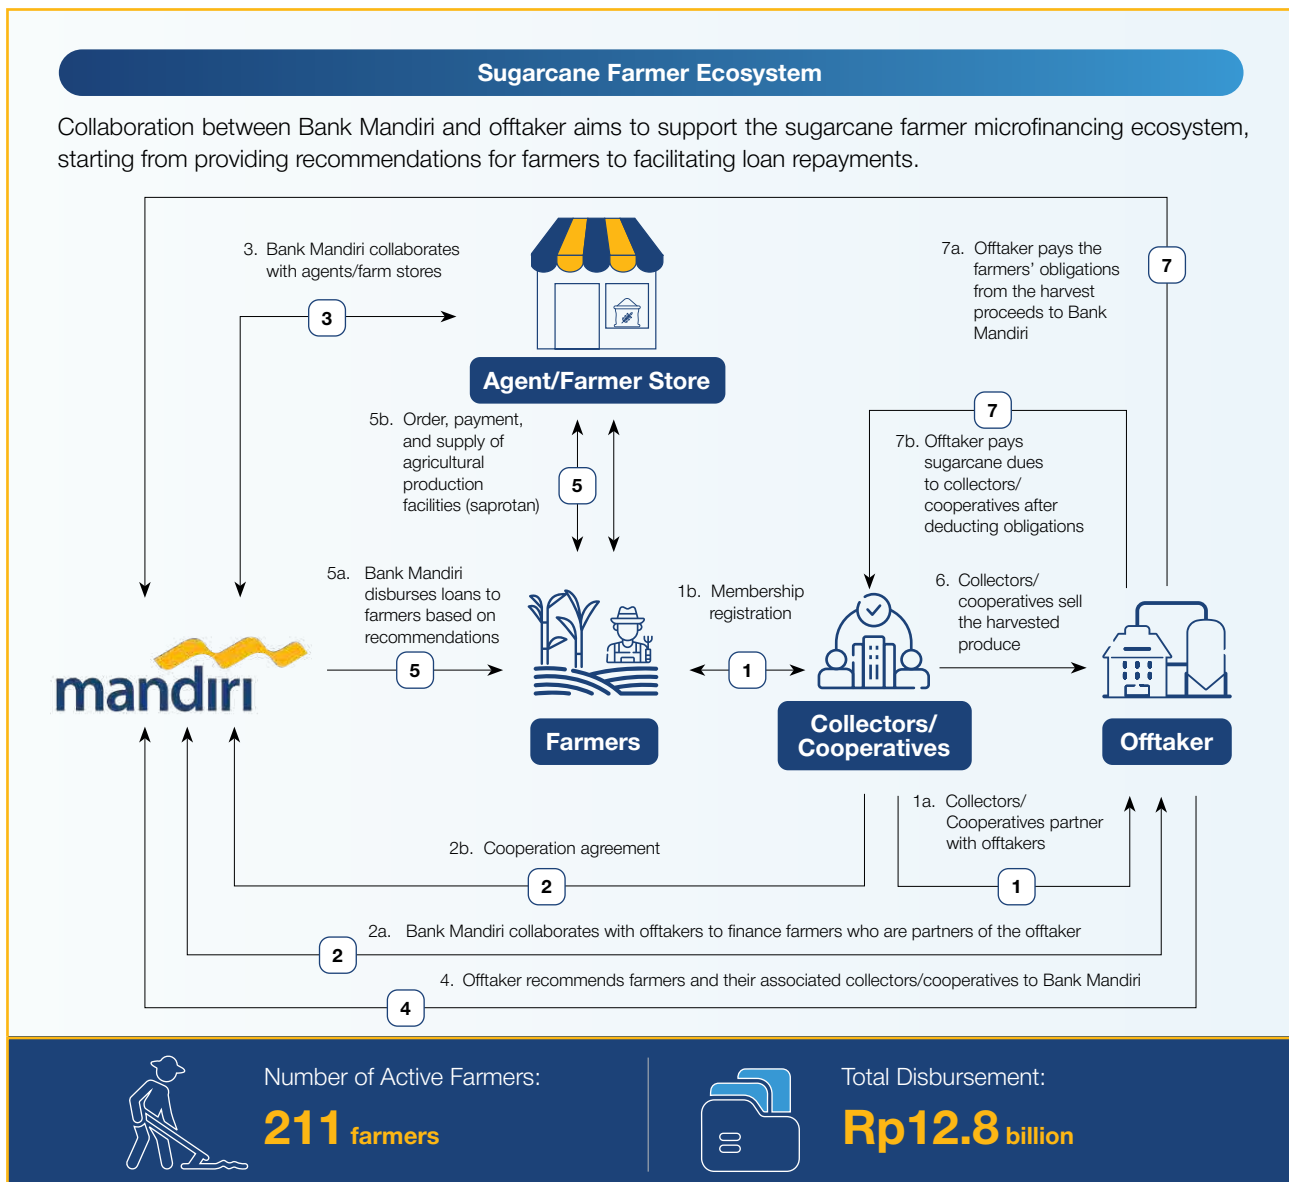 Sugarcane Farmer Ecosystem
Collaboration between Bank Mandiri and offtaker aims to support the sugarcane farmer microfinancing ecosystem,
starting from providing recommendations for farmers to facilitating loan repayments.
3. Bank Mandiri collaborates
with agents/farm stores
3
Agent/Farmer Store
7a. Offtaker pays the
farmers' obligations
from the harvest
proceeds to Bank
Mandiri
7
5b. Order, payment,
and supply of
agricultural
production
facilities (saprotan)
5
7
7b. Offtaker pays
sugarcane dues
to collectors/
cooperatives after
deducting obligations
5a. Bank Mandiri
disburses loans to
farmers based on
recommendations
5
1b. Membership
registration
1
6. Collectors/
cooperatives sell
the harvested
produce
mandiri
Farmers
Collectors/
Cooperatives
Offtaker
1a. Collectors/
Cooperatives partner
with offtakers
1
2b. Cooperation agreement
2
2a. Bank Mandiri collaborates with offtakers to finance farmers who are partners of the offtaker
2
4. Offtaker recommends farmers and their associated collectors/cooperatives to Bank Mandiri
4
Number of Active Farmers:
211 farmers
Total Disbursement:
Rp12.8 billion